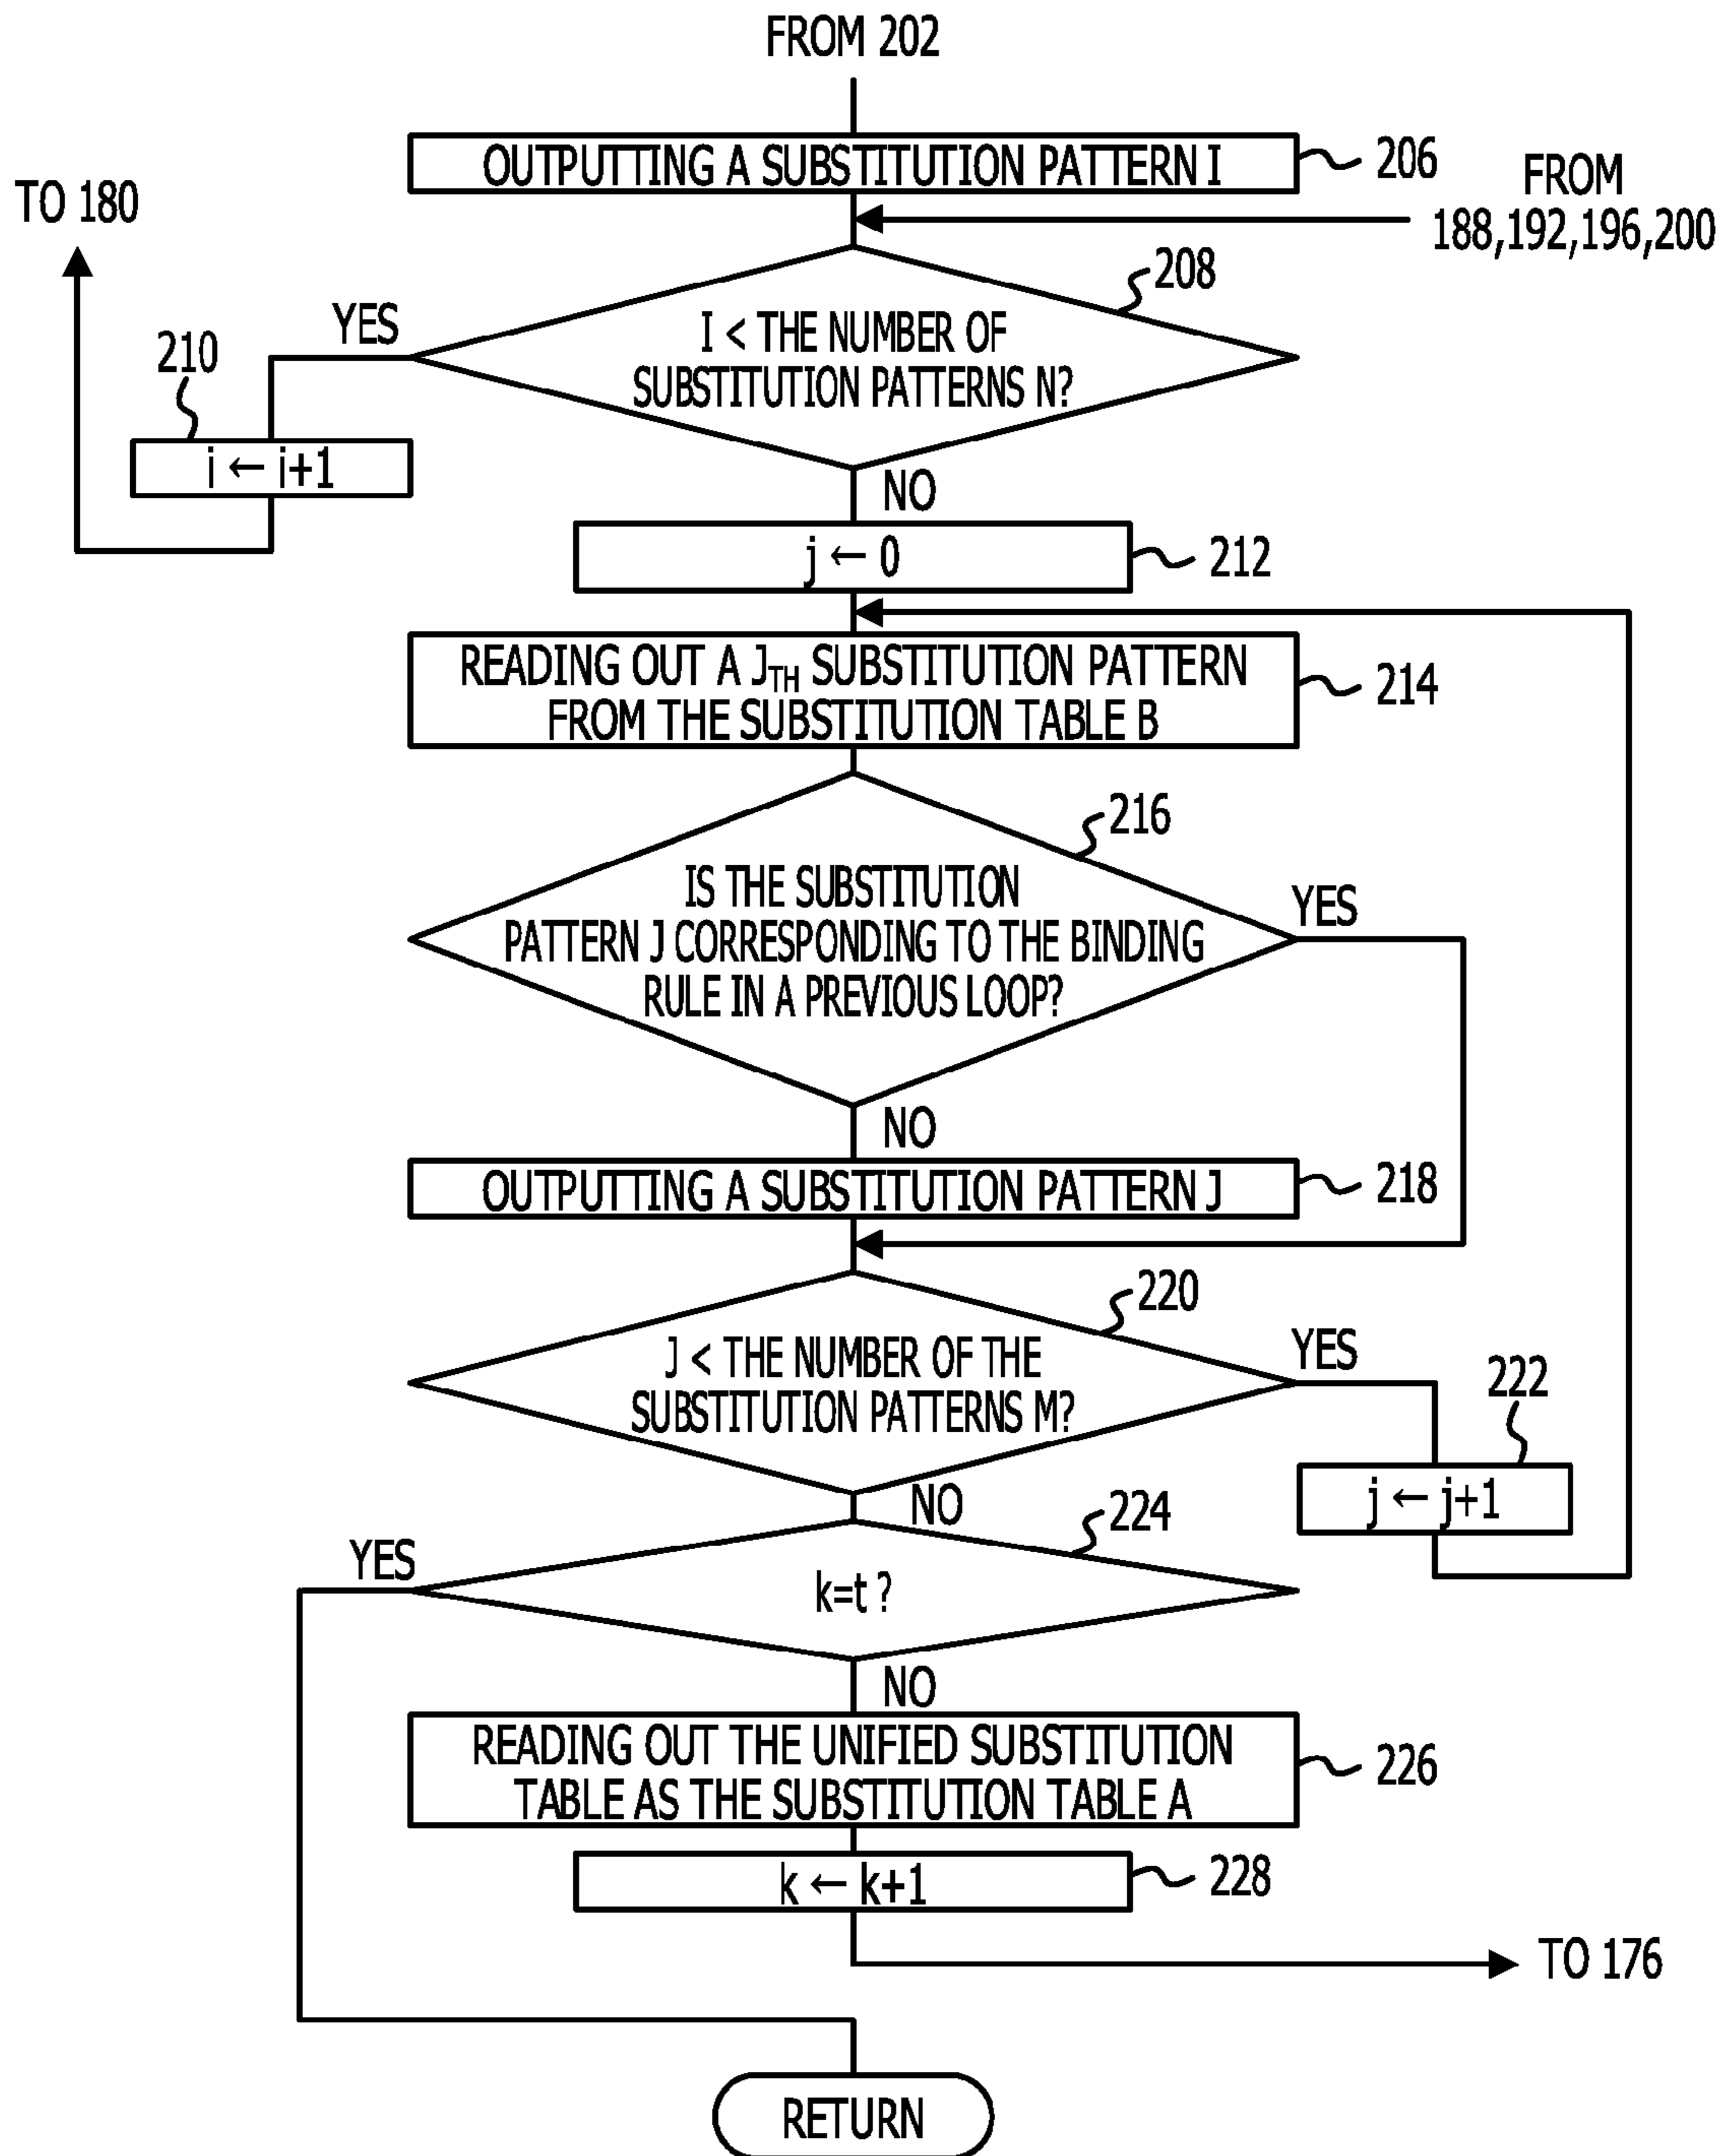 FROM 202
OUTPUTTING A SUBSTITUTION PATTERN I
206
FROM
188,192,196,200
TO 180
208
I < THE NUMBER OF
SUBSTITUTION PATTERNS N?
YES
210
i ← i+1
NO
j ← 0
212
READING OUT A JTH SUBSTITUTION PATTERN
FROM THE SUBSTITUTION TABLE B
214
216
IS THE SUBSTITUTION
PATTERN J CORRESPONDING TO THE BINDING
RULE IN A PREVIOUS LOOP?
YES
NO
OUTPUTTING A SUBSTITUTION PATTERN J
218
220
J < THE NUMBER OF THE
SUBSTITUTION PATTERNS M?
YES
222
j ← j+1
NO
224
YES
k=t ?
NO
READING OUT THE UNIFIED SUBSTITUTION
TABLE AS THE SUBSTITUTION TABLE A
226
k ← k+1
228
TO 176
RETURN